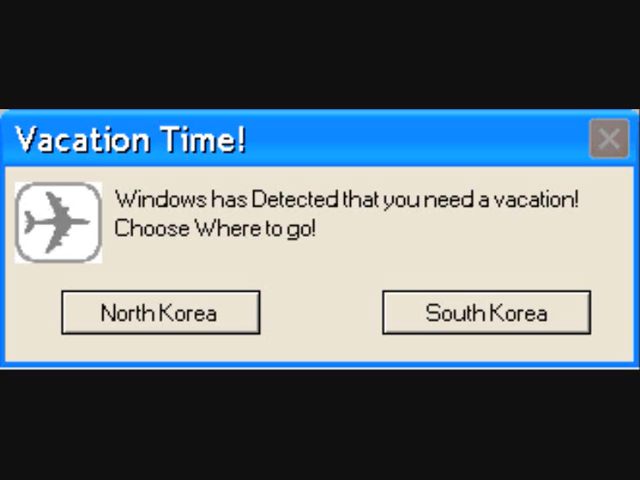 Vacation Time!
Windows has Detected that you need a vacation!
Choose Where to go!
North Korea
South Korea